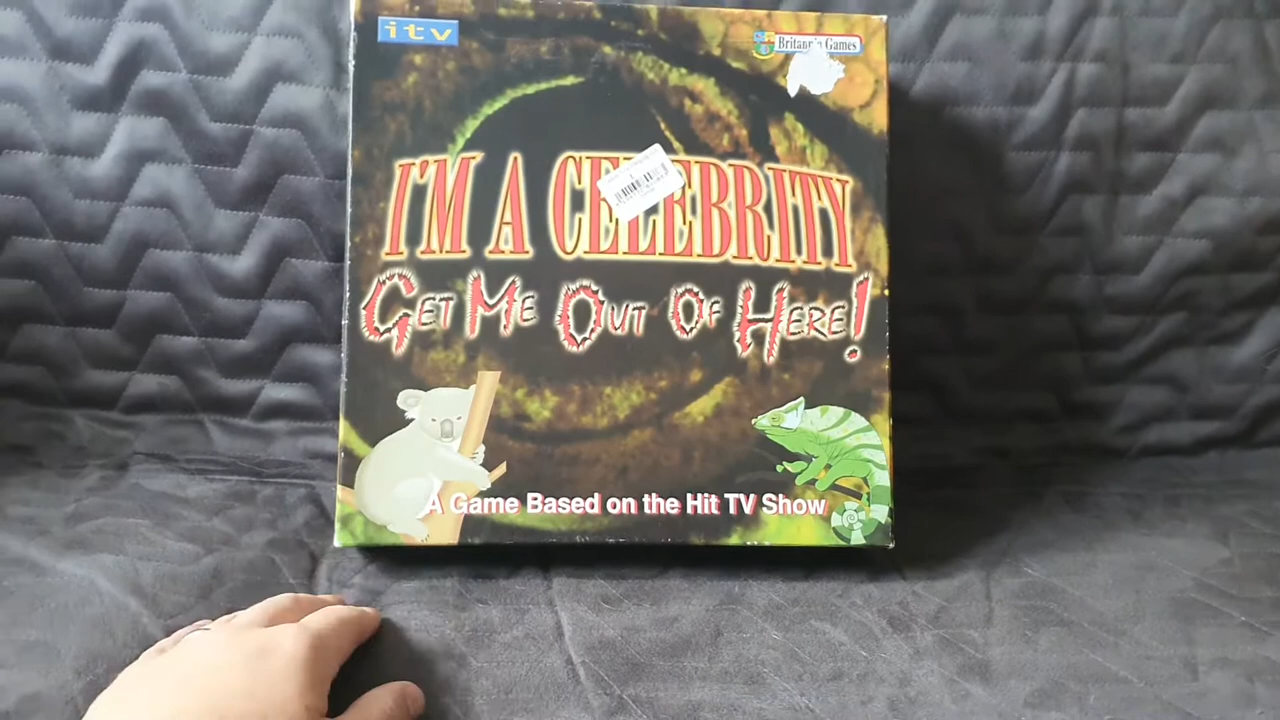 itv
Britannia Games
I'M A CELEBRITY
GET ME OUT OF HERE!
A Game Based on the Hit TV Show